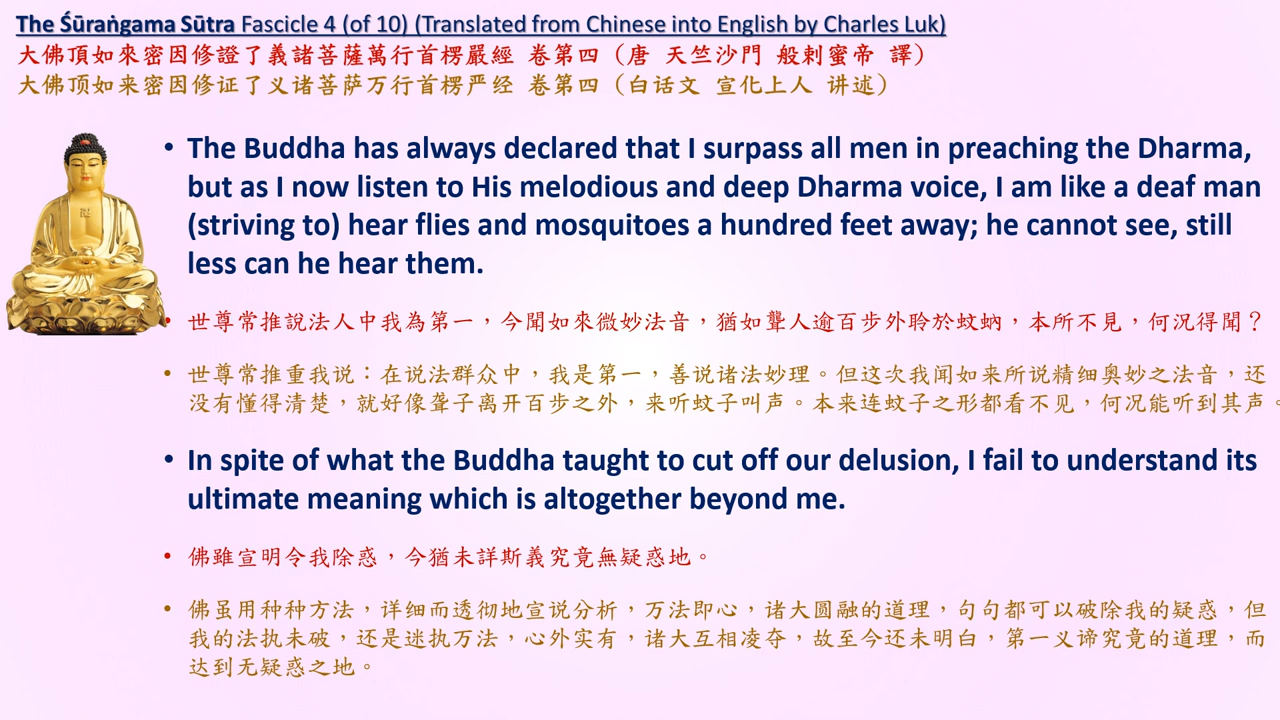 The Śūraṅgama Sūtra Fascicle 4 (of 10) (Translated from Chinese into English by Charles Luk)
大佛頂如來密因修證了義諸菩薩萬行首楞嚴經 卷第四（唐 天竺沙門 般剌蜜帝 譯）
大佛顶如来密因修证了义诸菩萨万行首楞严经 卷第四（白话文 宣化上人 讲述）
• The Buddha has always declared that I surpass all men in preaching the Dharma,
but as I now listen to His melodious and deep Dharma voice, I am like a deaf man
(striving to) hear flies and mosquitoes a hundred feet away; he cannot see, still
less can he hear them.
• 世尊常推說法人中我為第一，今聞如來微妙法音，猶如聾人逾百步外聆於蚊蚋，本所不見，何況得聞？
• 世尊常推重我说：在说法群众中，我是第一，善说诸法妙理。但这次我闻如来所说精细奥妙之法音，还
没有懂得清楚，就好像聋子离开百步之外，来听蚊子叫声。本来连蚊子之形都看不见，何况能听到其声。
• In spite of what the Buddha taught to cut off our delusion, I fail to understand its
ultimate meaning which is altogether beyond me.
• 佛雖宣明令我除惑，今猶未詳斯義究竟無疑惑地。
• 佛虽用种种方法，详细而透彻地宣说分析，万法即心，诸大圆融的道理，句句都可以破除我的疑惑，但
我的法执未破，还是迷执万法，心外实有，诸大互相凌夺，故至今还未明白，第一义谛究竟的道理，而
达到无疑惑之地。